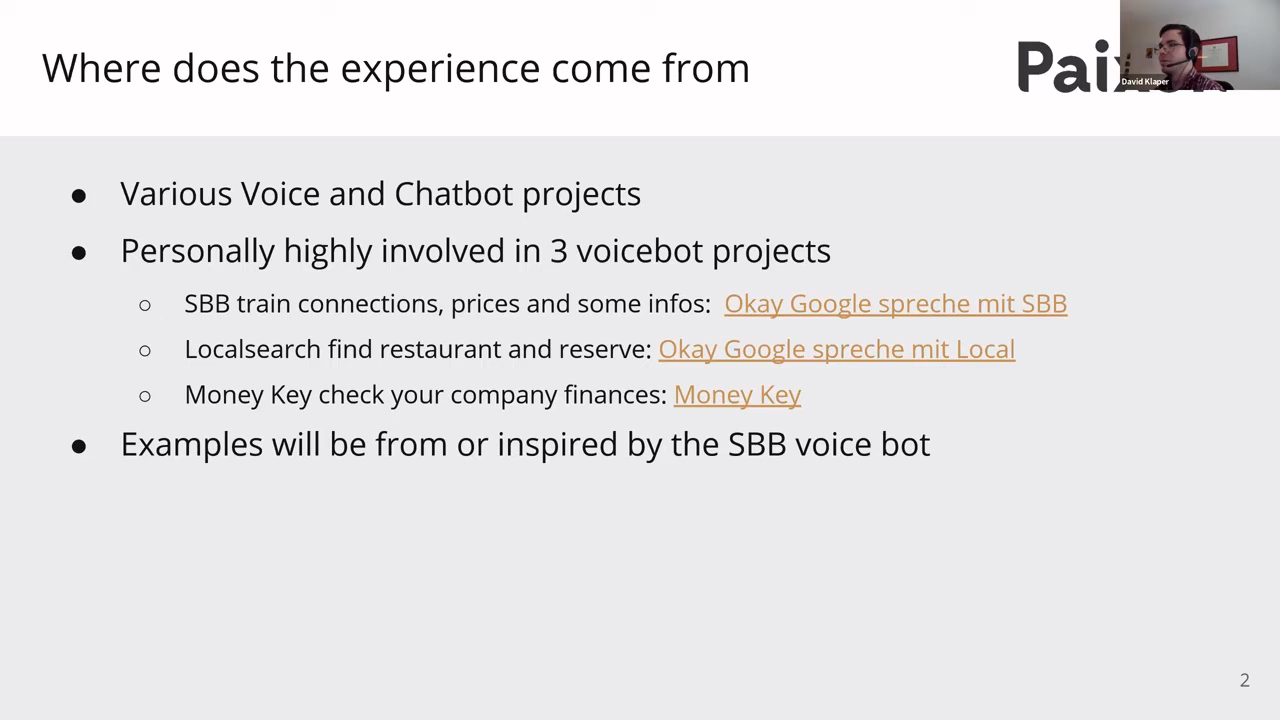 Where does the experience come from
Pai
David Klaper
● Various Voice and Chatbot projects
● Personally highly involved in 3 voicebot projects
○ SBB train connections, prices and some infos: Okay Google spreche mit SBB
○ Localsearch find restaurant and reserve: Okay Google spreche mit Local
○ Money Key check your company finances: Money Key
● Examples will be from or inspired by the SBB voice bot
2